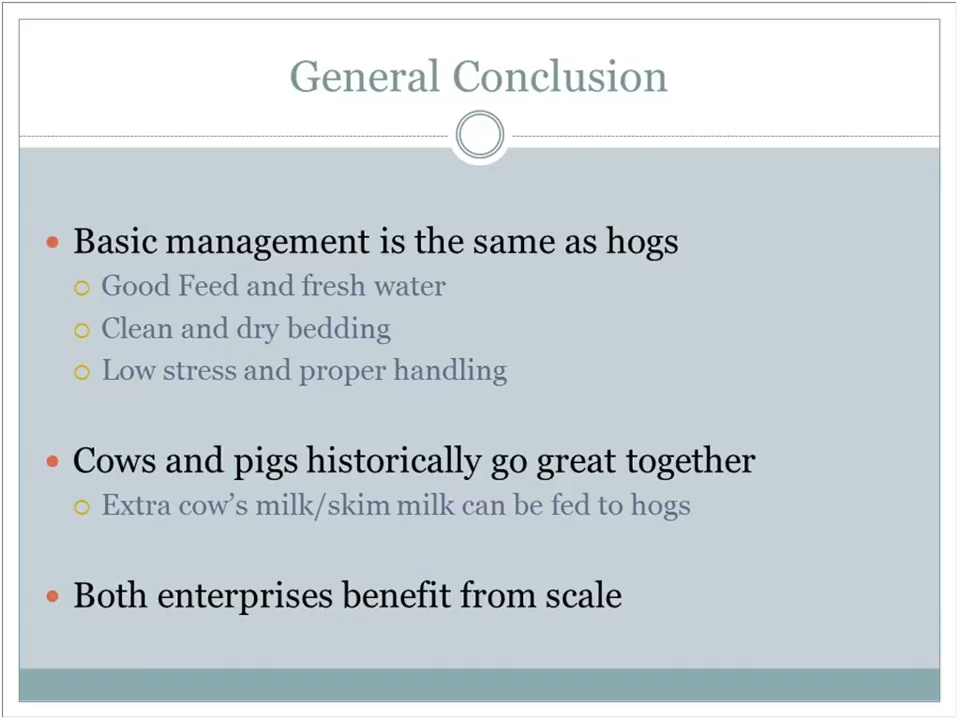 General Conclusion
Basic management is the same as hogs
Good Feed and fresh water
Clean and dry bedding
Low stress and proper handling
Cows and pigs historically go great together
Extra cow’s milk/skim milk can be fed to hogs
Both enterprises benefit from scale